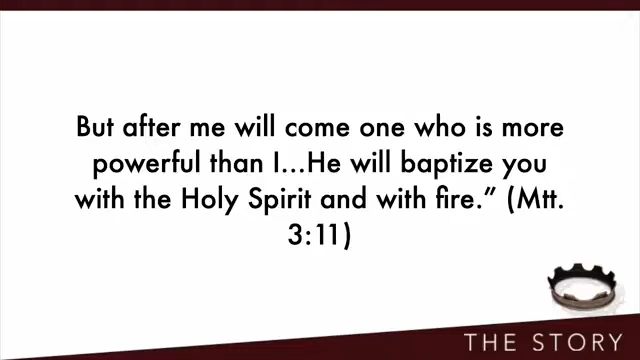 But after me will come one who is more
powerful than I...He will baptize you
with the Holy Spirit and with fire.” (Mtt.
3:11)
THE STORY